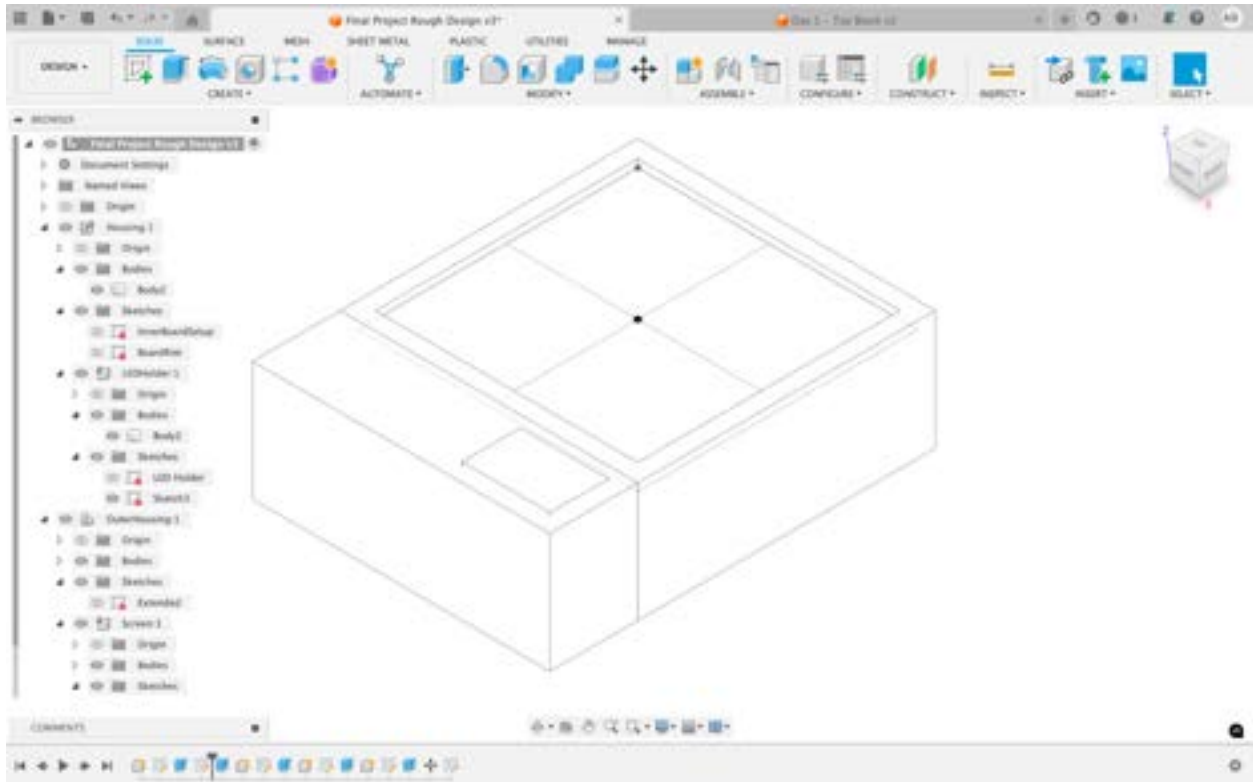 Final Project Rough Design v3*
SOLID SURFACE MESH SHEET METAL PLASTIC UTILITIES MANAGE
DESIGN
CREATE AUTOMATE MODIFY ASSEMBLE CONFIGURE CONSTRUCT INSPECT INSERT SELECT
BROWSER
Final Project Rough Design v3
Document Settings
Named Views
Origin
Housing:1
Origin
Bodies
Body2
Sketches
InnerBoardSetup
BoardRim
LEDHolder:1
Origin
Bodies
Sketches
LED Holder
OuterHousing:1
Origin
Bodies
Sketches
Extended
Screen:1
Origin
Bodies
Sketches
COMMENTS